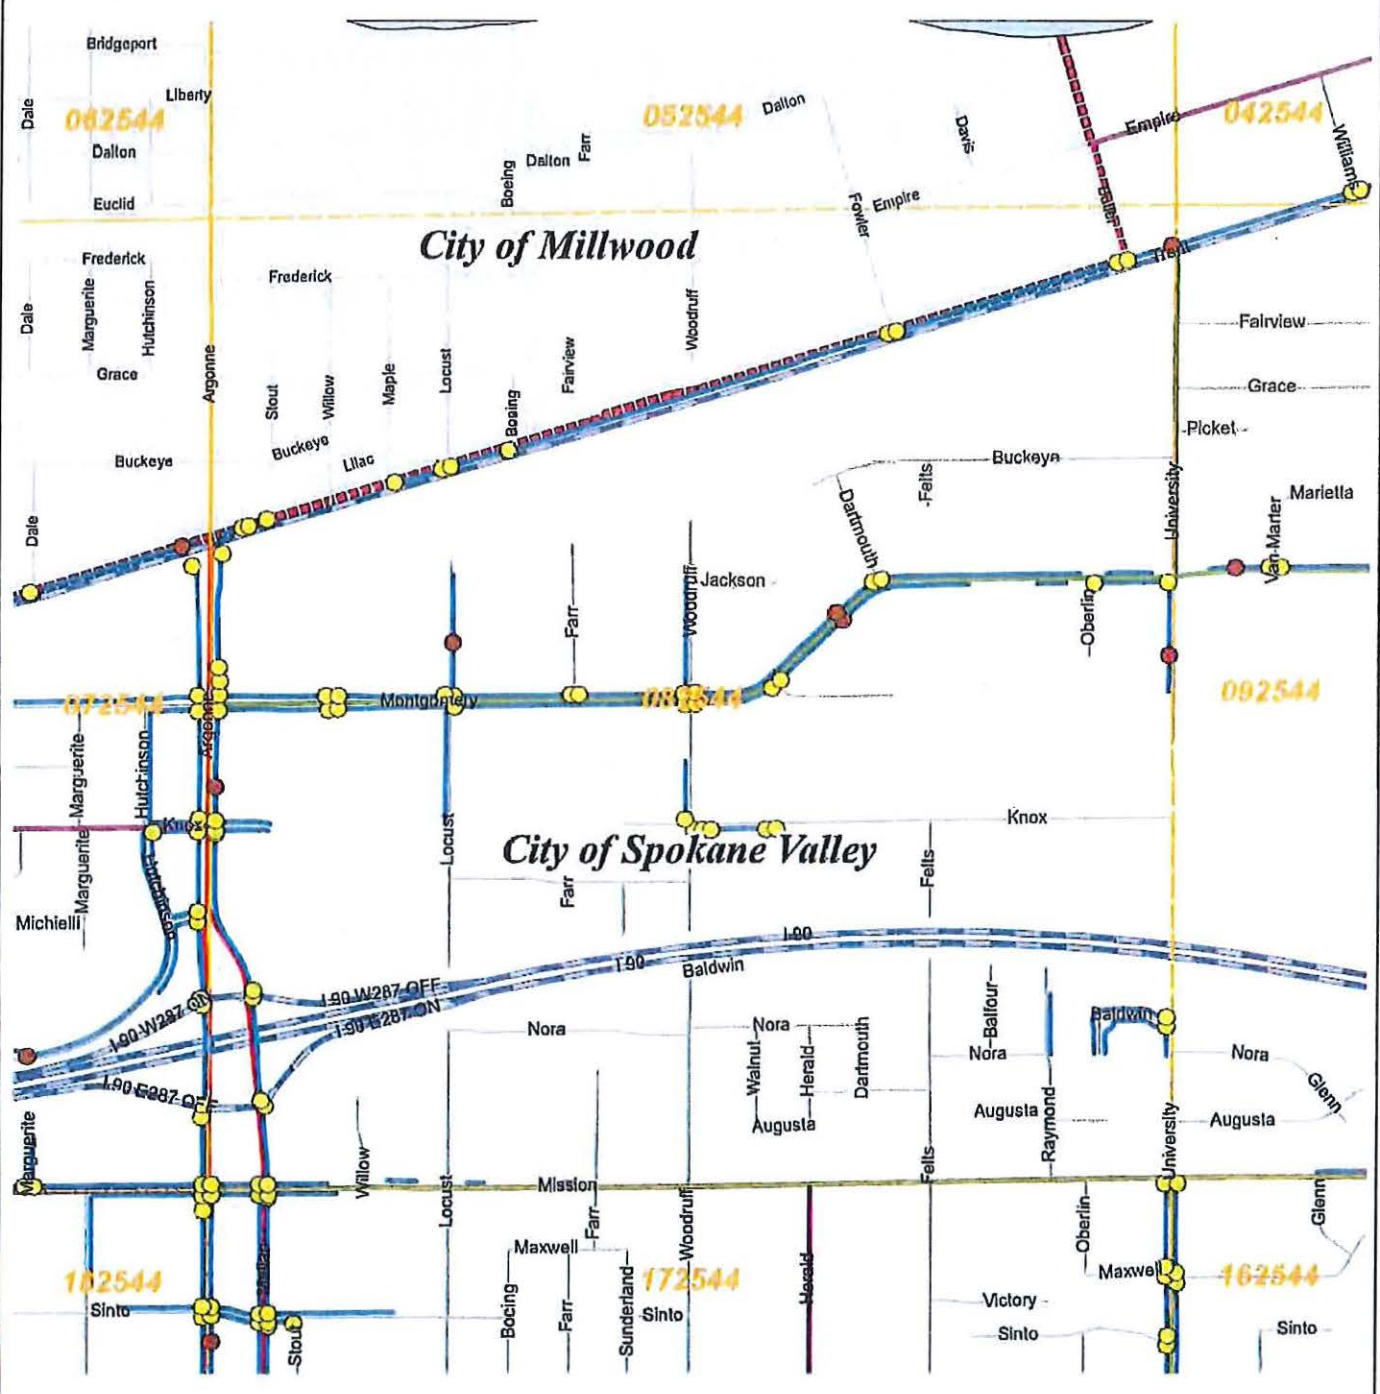 Bridgeport
Liberty
Dale
062544
052544
Dalton
Empire
042544
Davis
Williams
Dalton
Dalton
Farr
Boeing
Euclid
Empire
Fowler
Butler
City of Millwood
Trent
Frederick
Frederick
Marguerite
Hutchinson
Dale
Woodruff
Fairview
Grace
Argonne
Stout
Willow
Maple
Locust
Boeing
Fairview
Grace
Picket
Buckeye
Buckeye
Lilac
Buckeye
Felts
University
Marietta
Van Marter
Dartmouth
Dale
Jackson
Woodruff
Farr
Oberlin
072544
Montgomery
082544
092544
Argonne
Marguerite
Hutchinson
Knox
Knox
Locust
City of Spokane Valley
Marguerite
Hutchinson
Farr
Felts
Michielli
I-90
I-90
Baldwin
I-90 W287 OFF
I-90 W287 ON
I-90 E287 ON
Balfour
Baldwin
Nora
Nora
Nora
Nora
Walnut
Herald
Dartmouth
I-90 E287 OFF
Glenn
Marguerite
Augusta
Augusta
Augusta
Raymond
University
Willow
Locust
Mission
Felts
Farr
Woodruff
Oberlin
Glenn
Maxwell
Maxwell
182544
172544
162544
Herald
Sinto
Boeing
Farr
Sunderland
Sinto
Victory
Sinto
Sinto
Stout